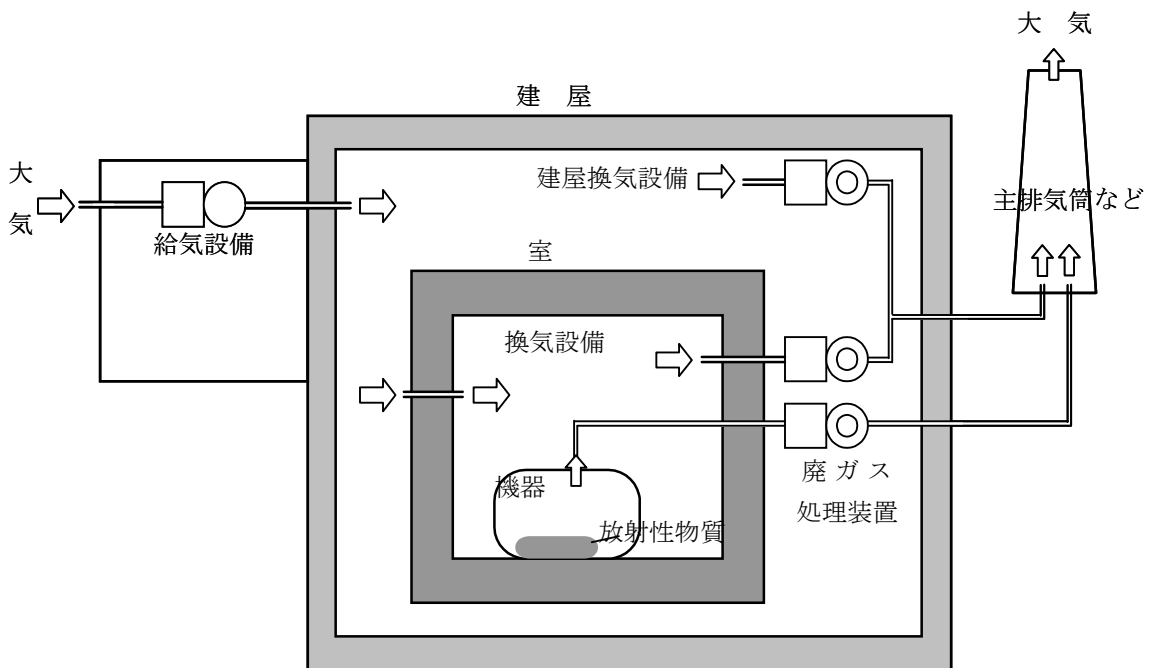 大 気
建 屋
大
気
建屋換気設備
主排気筒など
給気設備
室
換気設備
機器
放射性物質
廃 ガ ス
処理装置